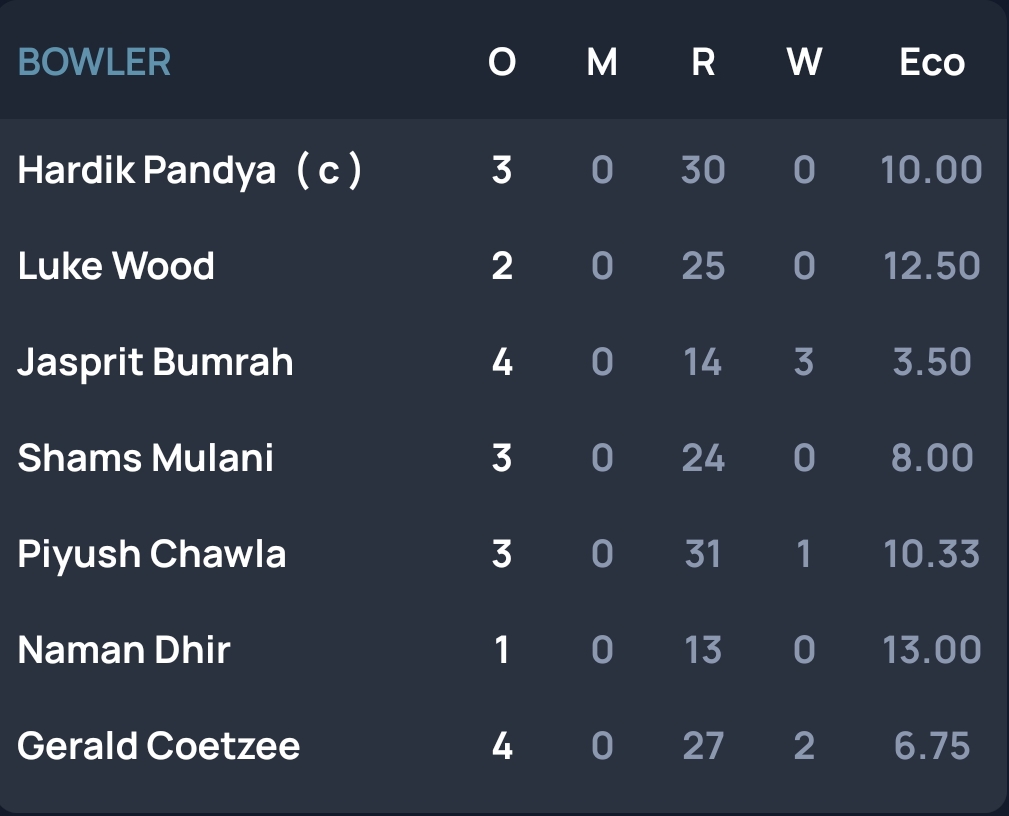 BOWLER O M R W Eco
Hardik Pandya ( c ) 3 0 30 0 10.00
Luke Wood 2 0 25 0 12.50
Jasprit Bumrah 4 0 14 3 3.50
Shams Mulani 3 0 24 0 8.00
Piyush Chawla 3 0 31 1 10.33
Naman Dhir 1 0 13 0 13.00
Gerald Coetzee 4 0 27 2 6.75